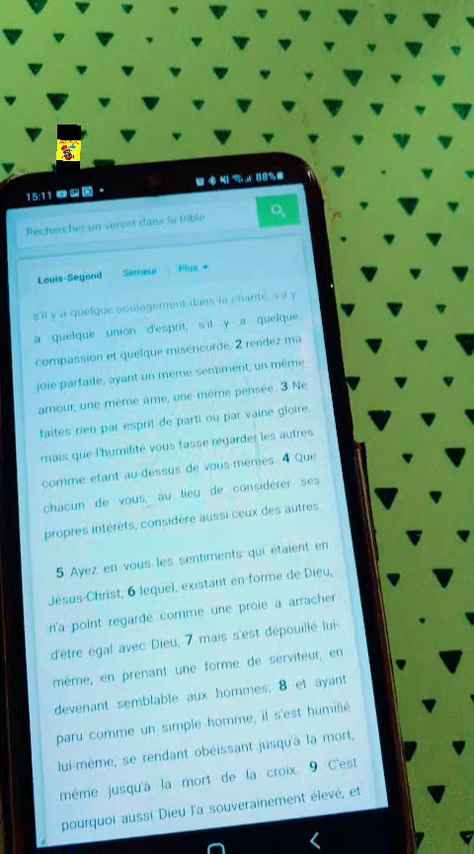 15:11
88%
Rechercher un verset dans la Bible
Louis-Segond Semeur Plus
s'il y a quelque soulagement dans la charité, s'il y
a quelque union d'esprit, s'il y a quelque
compassion et quelque miséricorde, 2 rendez ma
joie parfaite, ayant un même sentiment, un même
amour, une même âme, une même pensée. 3 Ne
faites rien par esprit de parti ou par vaine gloire,
mais que l'humilité vous fasse regarder les autres
comme étant au-dessus de vous-mêmes. 4 Que
chacun de vous, au lieu de considérer ses
propres intérêts, considère aussi ceux des autres.
5 Ayez en vous les sentiments qui étaient en
Jésus-Christ, 6 lequel, existant en forme de Dieu,
n'a point regardé comme une proie à arracher
d'être égal avec Dieu, 7 mais s'est dépouillé lui-
même, en prenant une forme de serviteur, en
devenant semblable aux hommes; 8 et ayant
paru comme un simple homme, il s'est humilié
lui-même, se rendant obéissant jusqu'à la mort,
même jusqu'à la mort de la croix. 9 C'est
pourquoi aussi Dieu l'a souverainement élevé, et